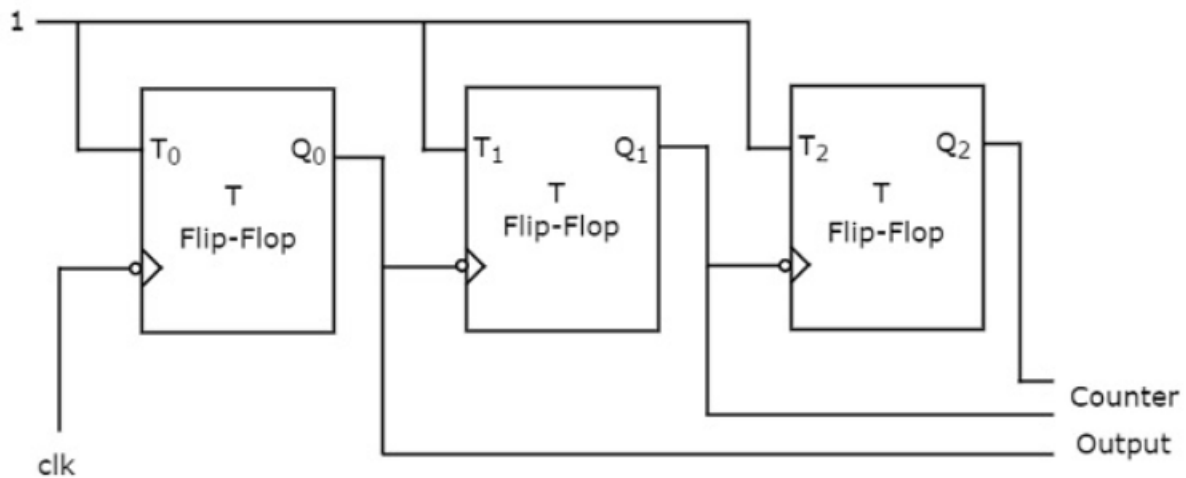 1
T₀ Q₀
T
Flip-Flop
T₁ Q₁
T
Flip-Flop
T₂ Q₂
T
Flip-Flop
clk
Counter
Output